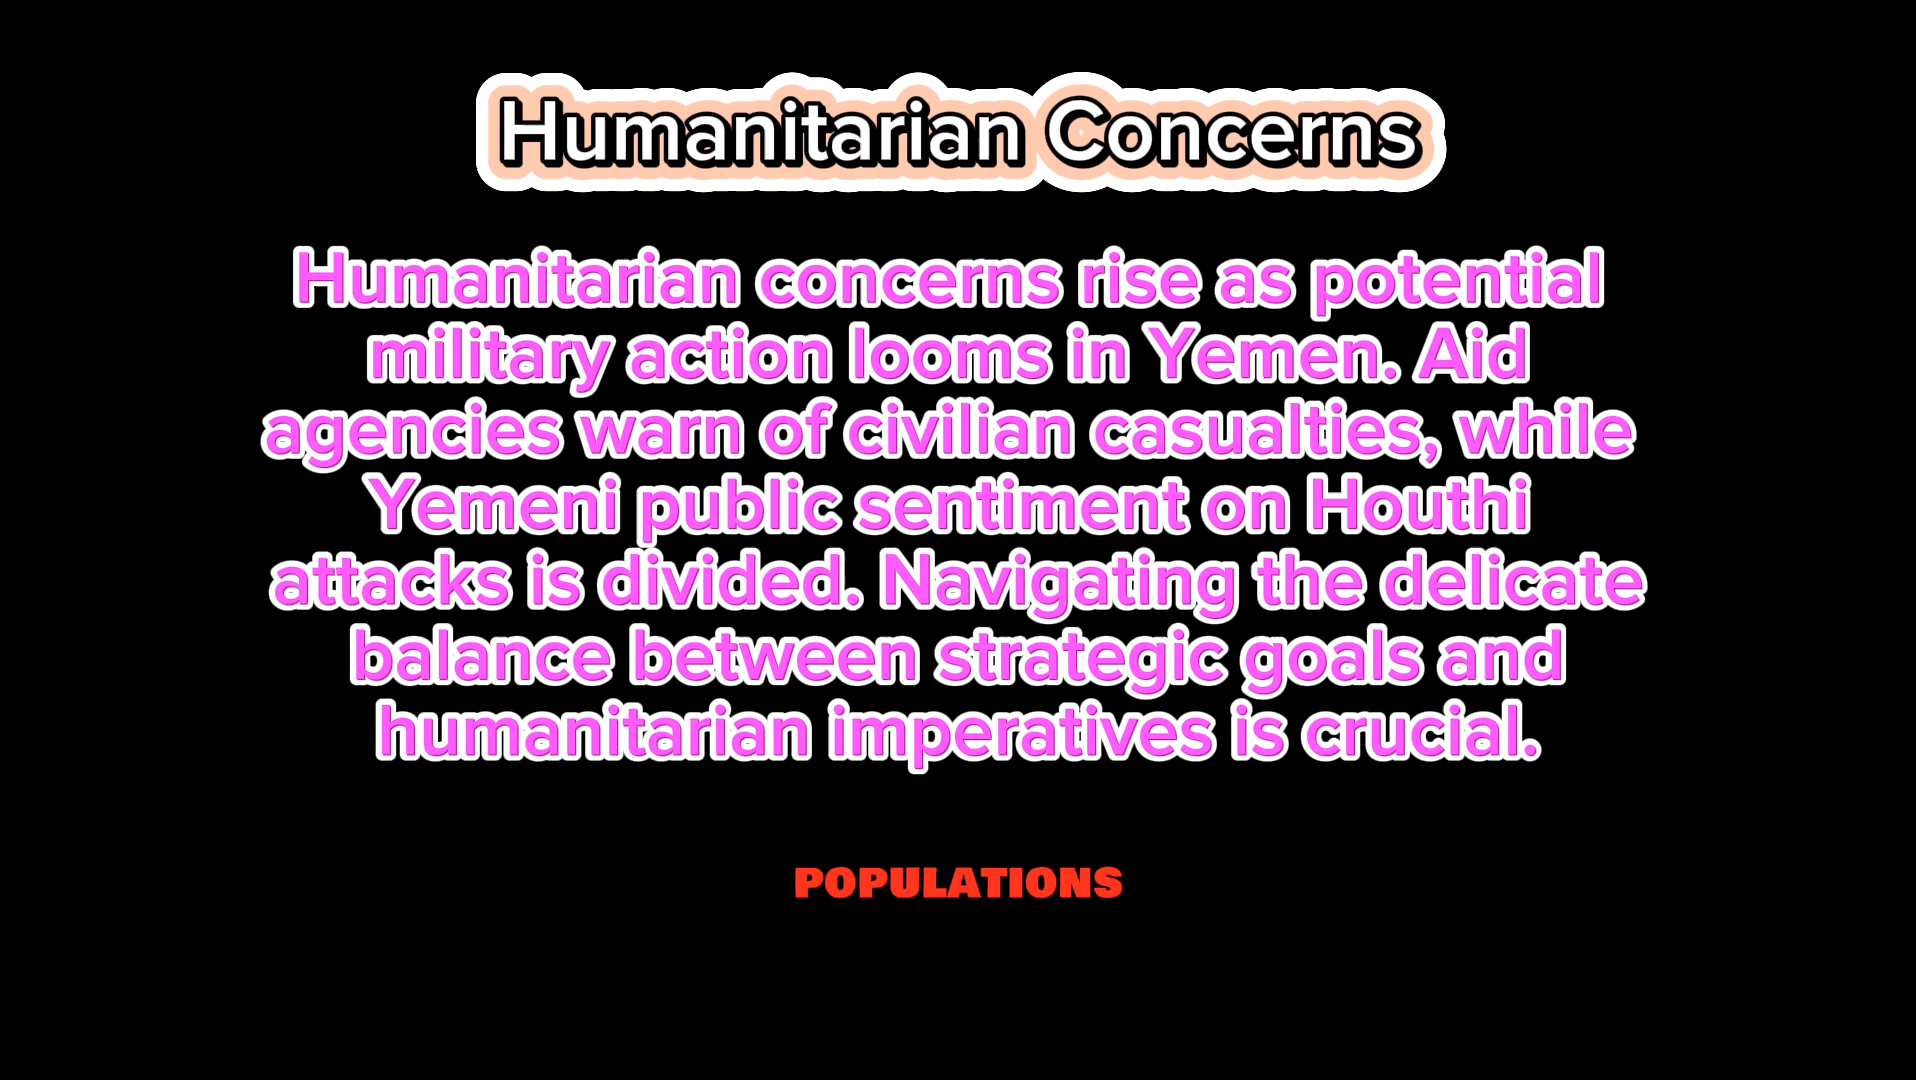 Humanitarian Concerns
Humanitarian concerns rise as potential
military action looms in Yemen. Aid
agencies warn of civilian casualties, while
Yemeni public sentiment on Houthi
attacks is divided. Navigating the delicate
balance between strategic goals and
humanitarian imperatives is crucial.
POPULATIONS